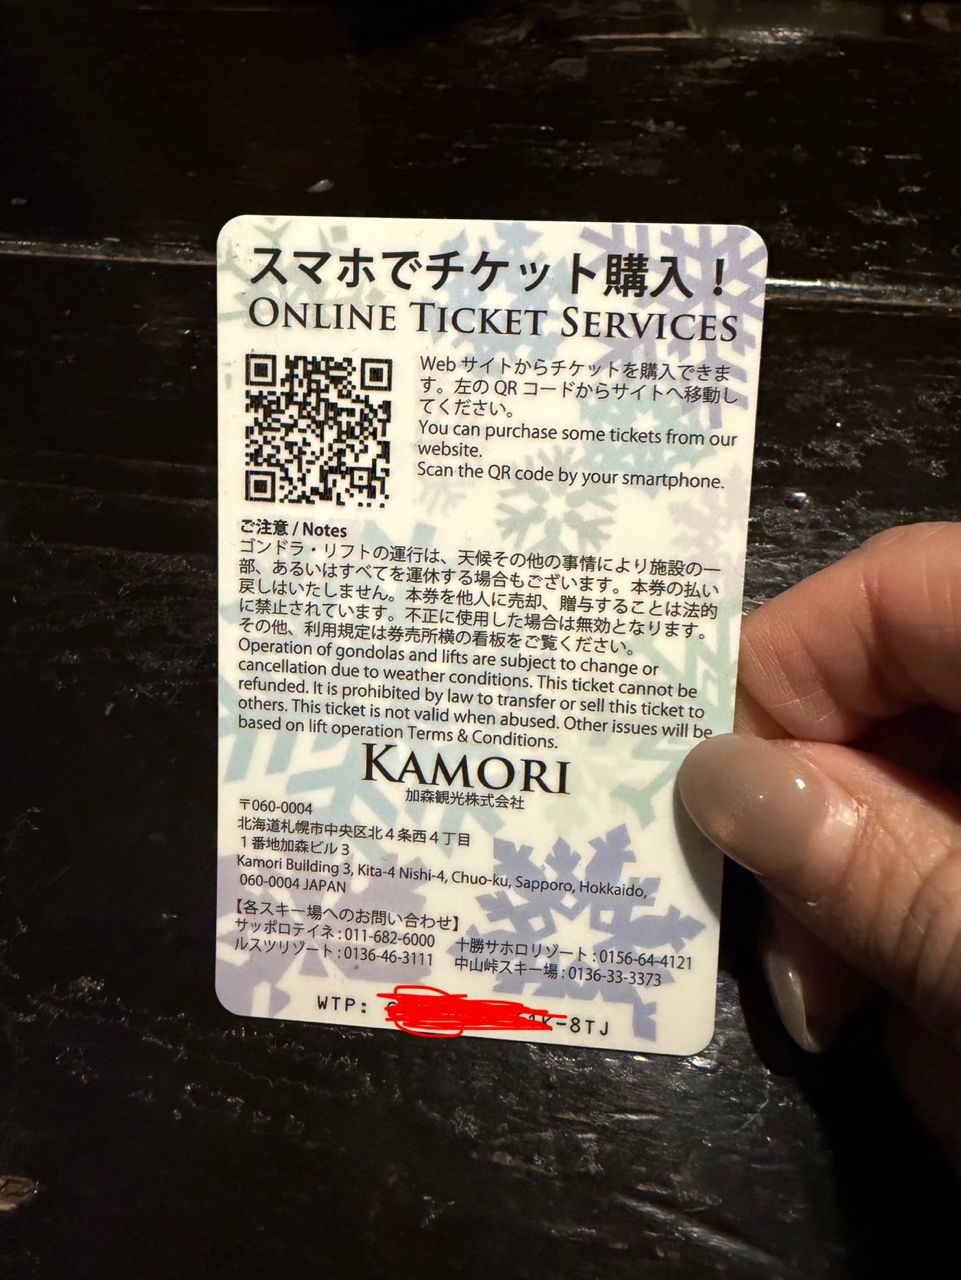 スマホでチケット購入！
ONLINE TICKET SERVICES
Web サイトからチケットを購入できま
す。左の QR コードからサイトへ移動し
てください。
You can purchase some tickets from our
website.
Scan the QR code by your smartphone.
ご注意 / Notes
ゴンドラ・リフトの運行は、天候その他の事情により施設の一
部、あるいはすべてを運休する場合もございます。本券の払い
戻しはいたしません。本券を他人に売却、贈与することは法的
に禁止されています。不正に使用した場合は無効となります。
その他、利用規定は券売所横の看板をご覧ください。
Operation of gondolas and lifts are subject to change or
cancellation due to weather conditions. This ticket cannot be
refunded. It is prohibited by law to transfer or sell this ticket to
others. This ticket is not valid when abused. Other issues will be
based on lift operation Terms & Conditions.
KAMORI
加森観光株式会社
〒060-0004
北海道札幌市中央区北４条西４丁目
１番地加森ビル３
Kamori Building 3, Kita-4 Nishi-4, Chuo-ku, Sapporo, Hokkaido,
060-0004 JAPAN
【各スキー場へのお問い合わせ】
サッポロテイネ : 011-682-6000 十勝サホロリゾート : 0156-64-4121
ルスツリゾート : 0136-46-3111 中山峠スキー場 : 0136-33-3373
WTP: -8TJ